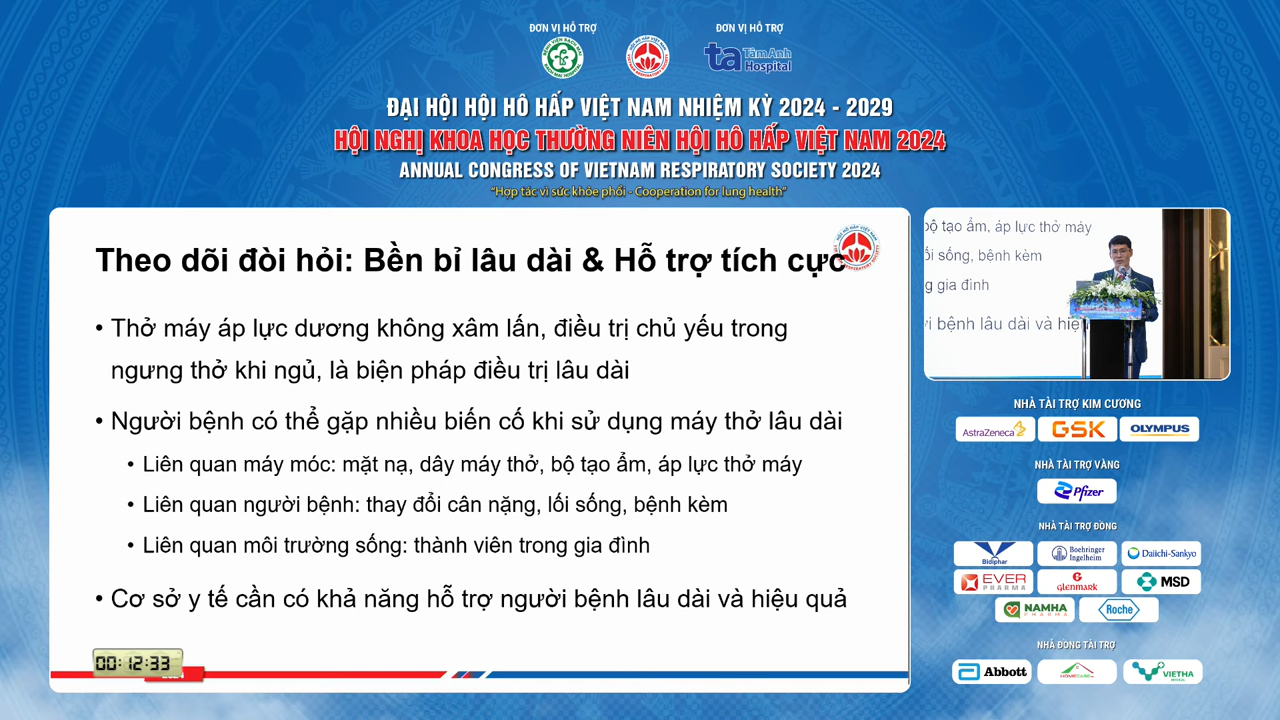 ĐƠN VỊ HỖ TRỢ
ĐƠN VỊ HỖ TRỢ
ta TâmAnh Hospital
ĐẠI HỘI HỘI HÔ HẤP VIỆT NAM NHIỆM KỲ 2024 - 2029
HỘI NGHỊ KHOA HỌC THƯỜNG NIÊN HỘI HÔ HẤP VIỆT NAM 2024
ANNUAL CONGRESS OF VIETNAM RESPIRATORY SOCIETY 2024
"Hợp tác vì sức khỏe phổi - Cooperation for lung health"
Theo dõi đòi hỏi: Bền bỉ lâu dài & Hỗ trợ tích cực
• Thở máy áp lực dương không xâm lấn, điều trị chủ yếu trong
ngưng thở khi ngủ, là biện pháp điều trị lâu dài
• Người bệnh có thể gặp nhiều biến cố khi sử dụng máy thở lâu dài
• Liên quan máy móc: mặt nạ, dây máy thở, bộ tạo ẩm, áp lực thở máy
• Liên quan người bệnh: thay đổi cân nặng, lối sống, bệnh kèm
• Liên quan môi trường sống: thành viên trong gia đình
• Cơ sở y tế cần có khả năng hỗ trợ người bệnh lâu dài và hiệu quả
00:12:33
bộ tạo ẩm, áp lực thở máy
ối sống, bệnh kèm
g gia đình
bệnh lâu dài và hiệu
NHÀ TÀI TRỢ KIM CƯƠNG
AstraZeneca
GSK
OLYMPUS
NHÀ TÀI TRỢ VÀNG
Pfizer
NHÀ TÀI TRỢ ĐỒNG
Bidiphar
Boehringer Ingelheim
Daiichi-Sankyo
EVER PHARMA
GLENMARK
MSD
NAMHA PHARMA
Roche
NHÀ ĐỒNG TÀI TRỢ
Abbott
HOMECARE
VIETHA